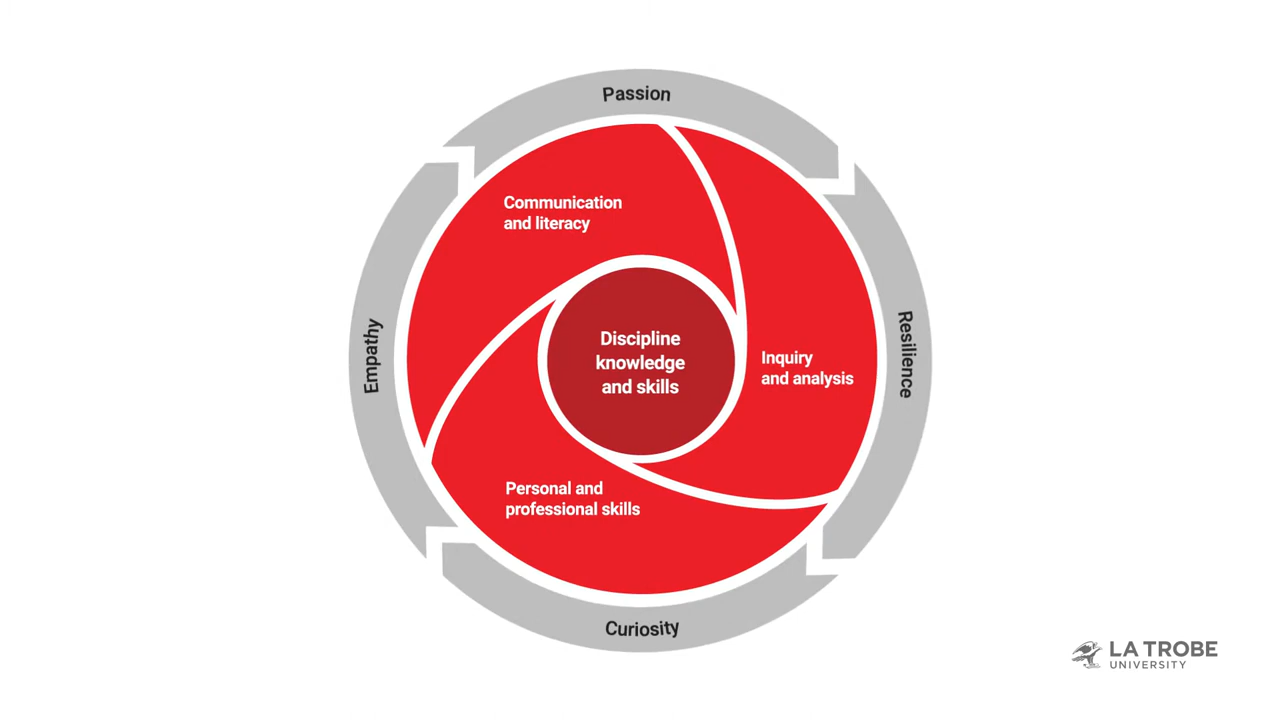 Passion
Communication
and literacy
Empathy
Discipline
knowledge
and skills
Inquiry
and analysis
Resilience
Personal and
professional skills
Curiosity
LA TROBE
UNIVERSITY